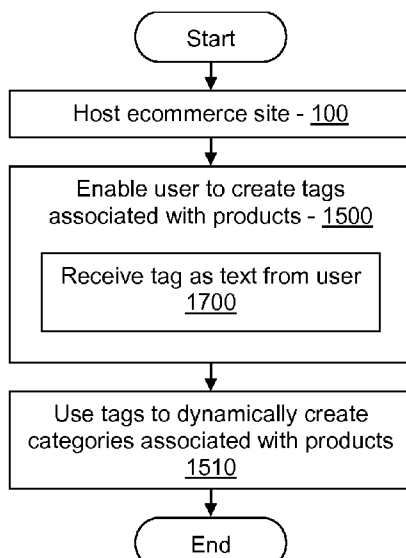 Start
Host ecommerce site - 100
Enable user to create tags
associated with products - 1500
Receive tag as text from user
1700
Use tags to dynamically create
categories associated with products
1510
End